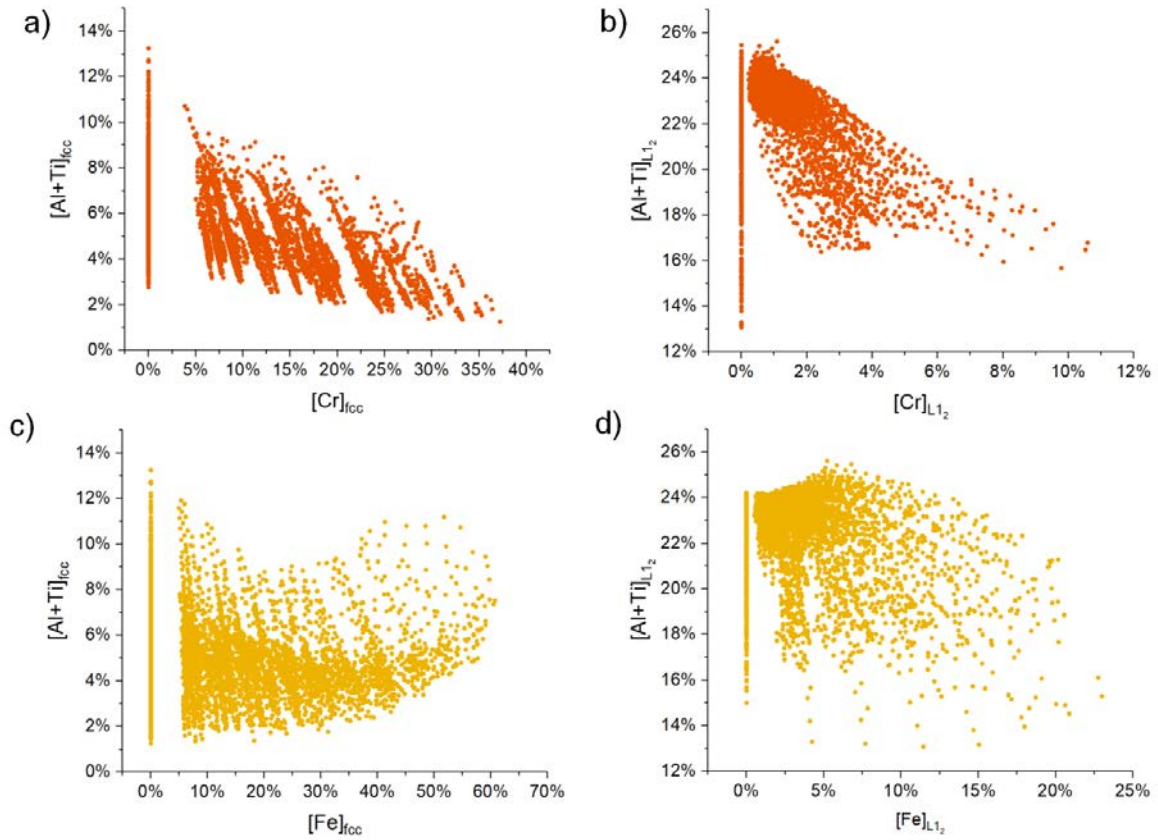 a)
14%
12%
10%
8%
6%
4%
2%
0%
[Al+Ti]fcc
0% 5% 10% 15% 20% 25% 30% 35% 40%
[Cr]fcc
b)
26%
24%
22%
20%
18%
16%
14%
12%
[Al+Ti]L12
0% 2% 4% 6% 8% 10% 12%
[Cr]L12
c)
14%
12%
10%
8%
6%
4%
2%
0%
[Al+Ti]fcc
0% 10% 20% 30% 40% 50% 60% 70%
[Fe]fcc
d)
26%
24%
22%
20%
18%
16%
14%
12%
[Al+Ti]L12
0% 5% 10% 15% 20% 25%
[Fe]L12